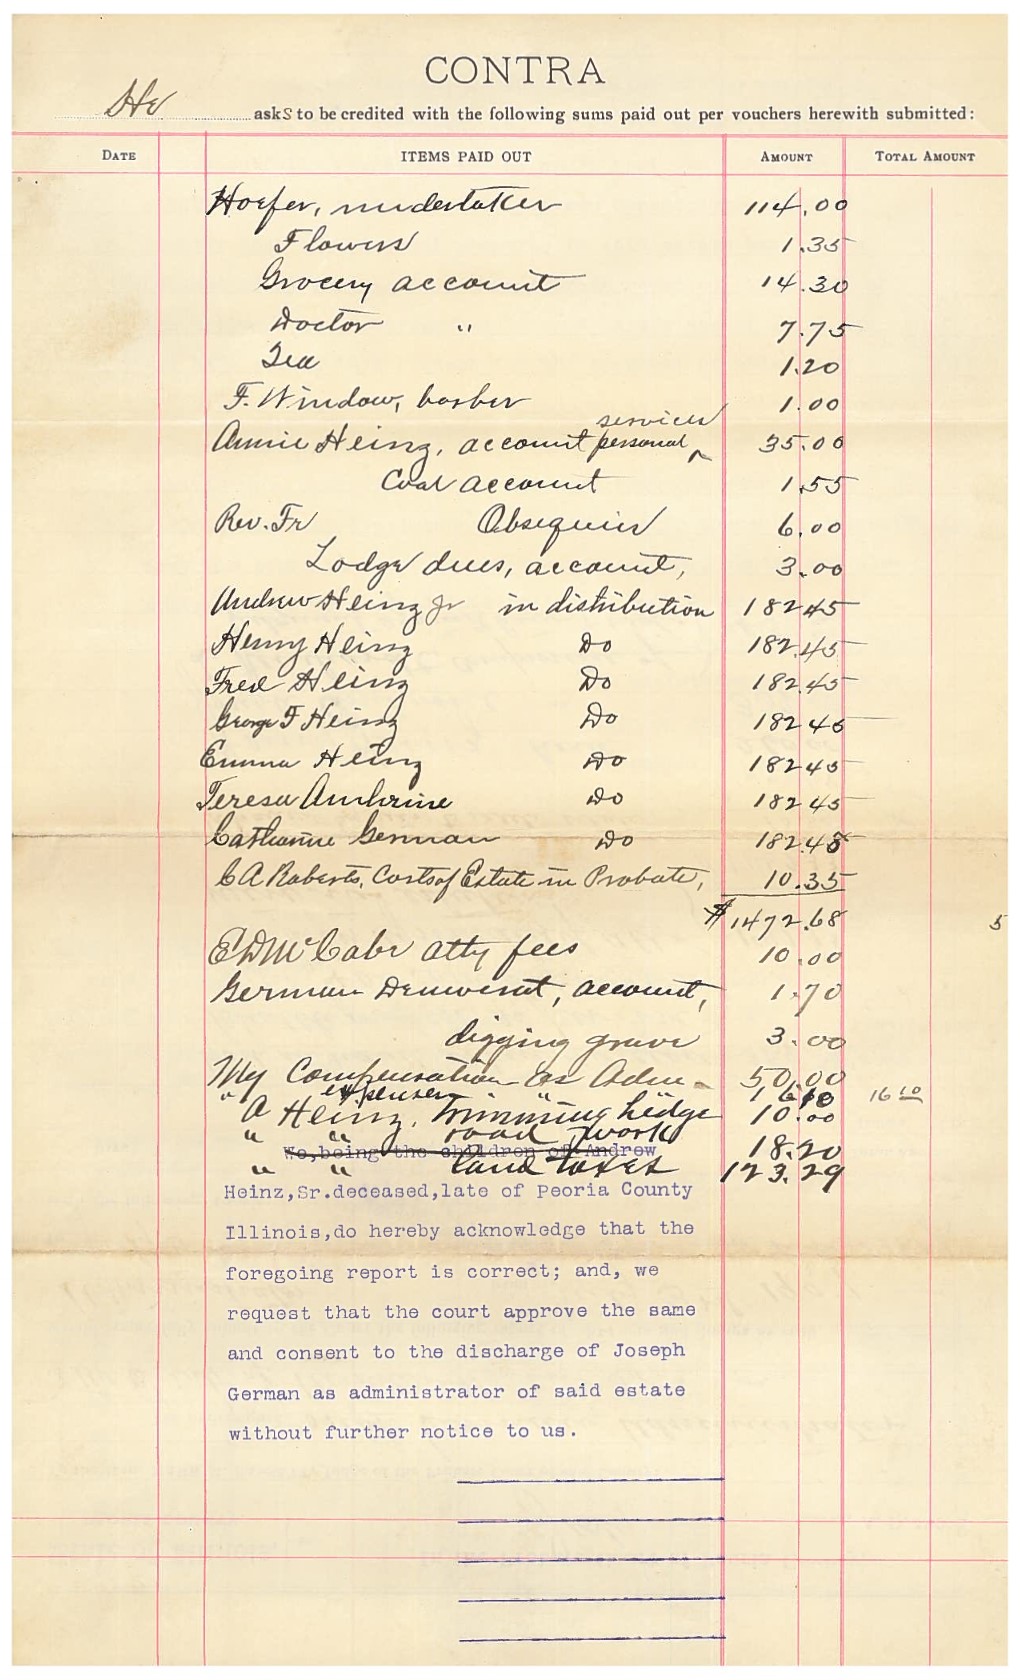 CONTRA
He askS to be credited with the following sums paid out per vouchers herewith submitted:
DATE ITEMS PAID OUT AMOUNT TOTAL AMOUNT
Hoefer, undertaker 114.00
Flowers 1.35
Grocery account 14.30
Doctor " 7.75
Tea 1.20
F. Window, barber 1.00
services
Annie Heinz, account personal ‸ 35.00
Coal account 1.55
Rev. Fr Obsequies 6.00
Lodge dues, account, 3.00
Andrew Heinz Jr in distribution 182.45
Henry Heinz Do 182.45
Fred Heinz Do 182.45
George F Heinz Do 182.45
Emma Heinz Do 182.45
Teresa Do 182.45
Catharine German Do 182.45
C A Roberts, Costs of Estate in Probate, 10.35
$1472.68 5
E D McCabe atty fees 10.00
German Democrat, account, 1.70
digging grave 3.00
My Compensation as Adm- 50.00
" expenses " 16 10
A Heinz, trimming hedge 10.00
" " road work 18.20
We,being the children of Andrew
" " land taxes 123.29
Heinz,Sr.deceased,late of Peoria County
Illinois,do hereby acknowledge that the
foregoing report is correct; and, we
request that the court approve the same
and consent to the discharge of Joseph
German as administrator of said estate
without further notice to us.